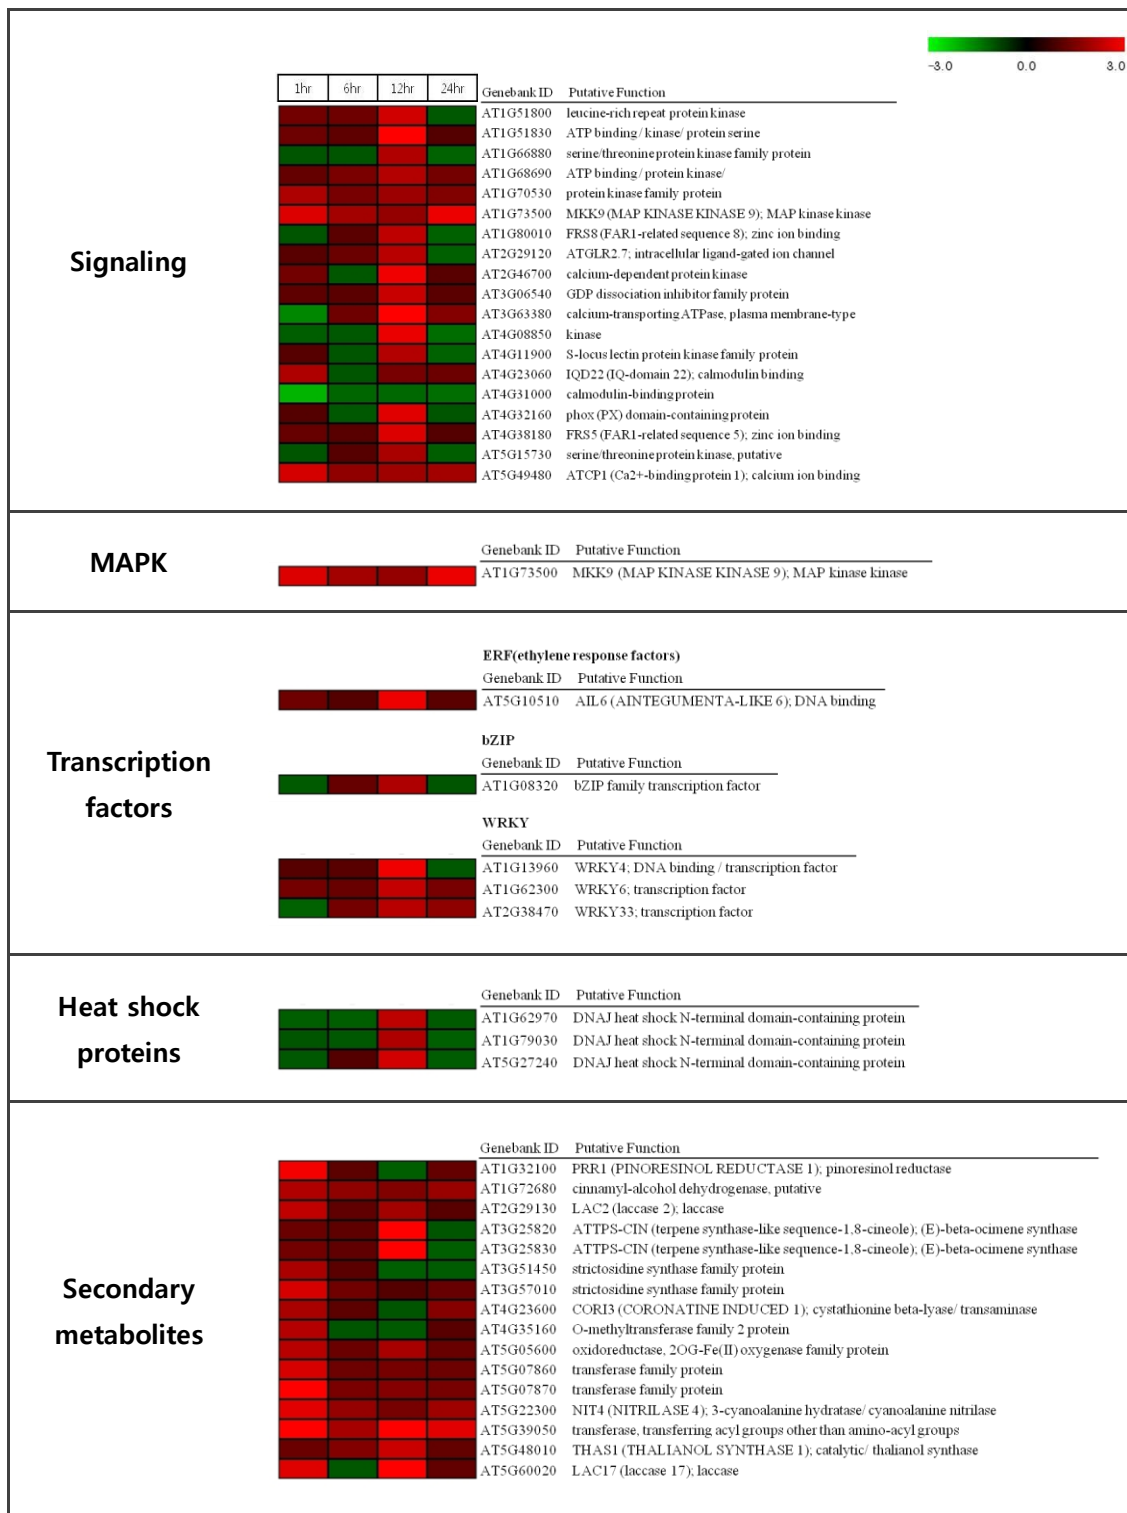 -3.0 0.0 3.0
1hr 6hr 12hr 24hr Genebank ID Putative Function
AT1G51800 leucine-rich repeat protein kinase
AT1G51830 ATP binding/ kinase/ protein serine
AT1G66880 serine/threonine protein kinase family protein
AT1G68690 ATP binding/ protein kinase/
AT1G70530 protein kinase family protein
AT1G73500 MKK9 (MAP KINASE KINASE 9); MAP kinase kinase
AT1G80010 FRS8 (FAR1-related sequence 8); zinc ion binding
Signaling
AT2G29120 ATGLR2.7; intracellular ligand-gated ion channel
AT2G46700 calcium-dependent protein kinase
AT3G06540 GDP dissociation inhibitor family protein
AT3G63380 calcium-transporting ATPase, plasma membrane-type
AT4G08850 kinase
AT4G11900 S-locus lectin protein kinase family protein
AT4G23060 IQD22 (IQ-domain 22); calmodulin binding
AT4G31000 calmodulin-binding protein
AT4G32160 phox (PX) domain-containing protein
AT4G38180 FRS5 (FAR1-related sequence 5); zinc ion binding
AT5G15730 serine/threonine protein kinase, putative
AT5G49480 ATCP1 (Ca2+-binding protein 1); calcium ion binding
MAPK
Genebank ID Putative Function
AT1G73500 MKK9 (MAP KINASE KINASE 9); MAP kinase kinase
Transcription
factors
ERF(ethylene response factors)
Genebank ID Putative Function
AT5G10510 AIL6 (AINTEGUMENTA-LIKE 6); DNA binding
bZIP
Genebank ID Putative Function
AT1G08320 bZIP family transcription factor
WRKY
Genebank ID Putative Function
AT1G13960 WRKY4; DNA binding / transcription factor
AT1G62300 WRKY6; transcription factor
AT2G38470 WRKY33; transcription factor
Heat shock
proteins
Genebank ID Putative Function
AT1G62970 DNAJ heat shock N-terminal domain-containing protein
AT1G79030 DNAJ heat shock N-terminal domain-containing protein
AT5G27240 DNAJ heat shock N-terminal domain-containing protein
Secondary
metabolites
Genebank ID Putative Function
AT1G32100 PRR1 (PINORESINOL REDUCTASE 1); pinoresinol reductase
AT1G72680 cinnamyl-alcohol dehydrogenase, putative
AT2G29130 LAC2 (laccase 2); laccase
AT3G25820 ATTPS-CIN (terpene synthase-like sequence-1,8-cineole); (E)-beta-ocimene synthase
AT3G25830 ATTPS-CIN (terpene synthase-like sequence-1,8-cineole); (E)-beta-ocimene synthase
AT3G51450 strictosidine synthase family protein
AT3G57010 strictosidine synthase family protein
AT4G23600 CORI3 (CORONATINE INDUCED 1); cystathionine beta-lyase/ transaminase
AT4G35160 O-methyltransferase family 2 protein
AT5G05600 oxidoreductase, 2OG-Fe(II) oxygenase family protein
AT5G07860 transferase family protein
AT5G07870 transferase family protein
AT5G22300 NIT4 (NITRILASE 4); 3-cyanoalanine hydratase/ cyanoalanine nitrilase
AT5G39050 transferase, transferring acyl groups other than amino-acyl groups
AT5G48010 THAS1 (THALIANOL SYNTHASE 1); catalytic/ thalianol synthase
AT5G60020 LAC17 (laccase 17); laccase